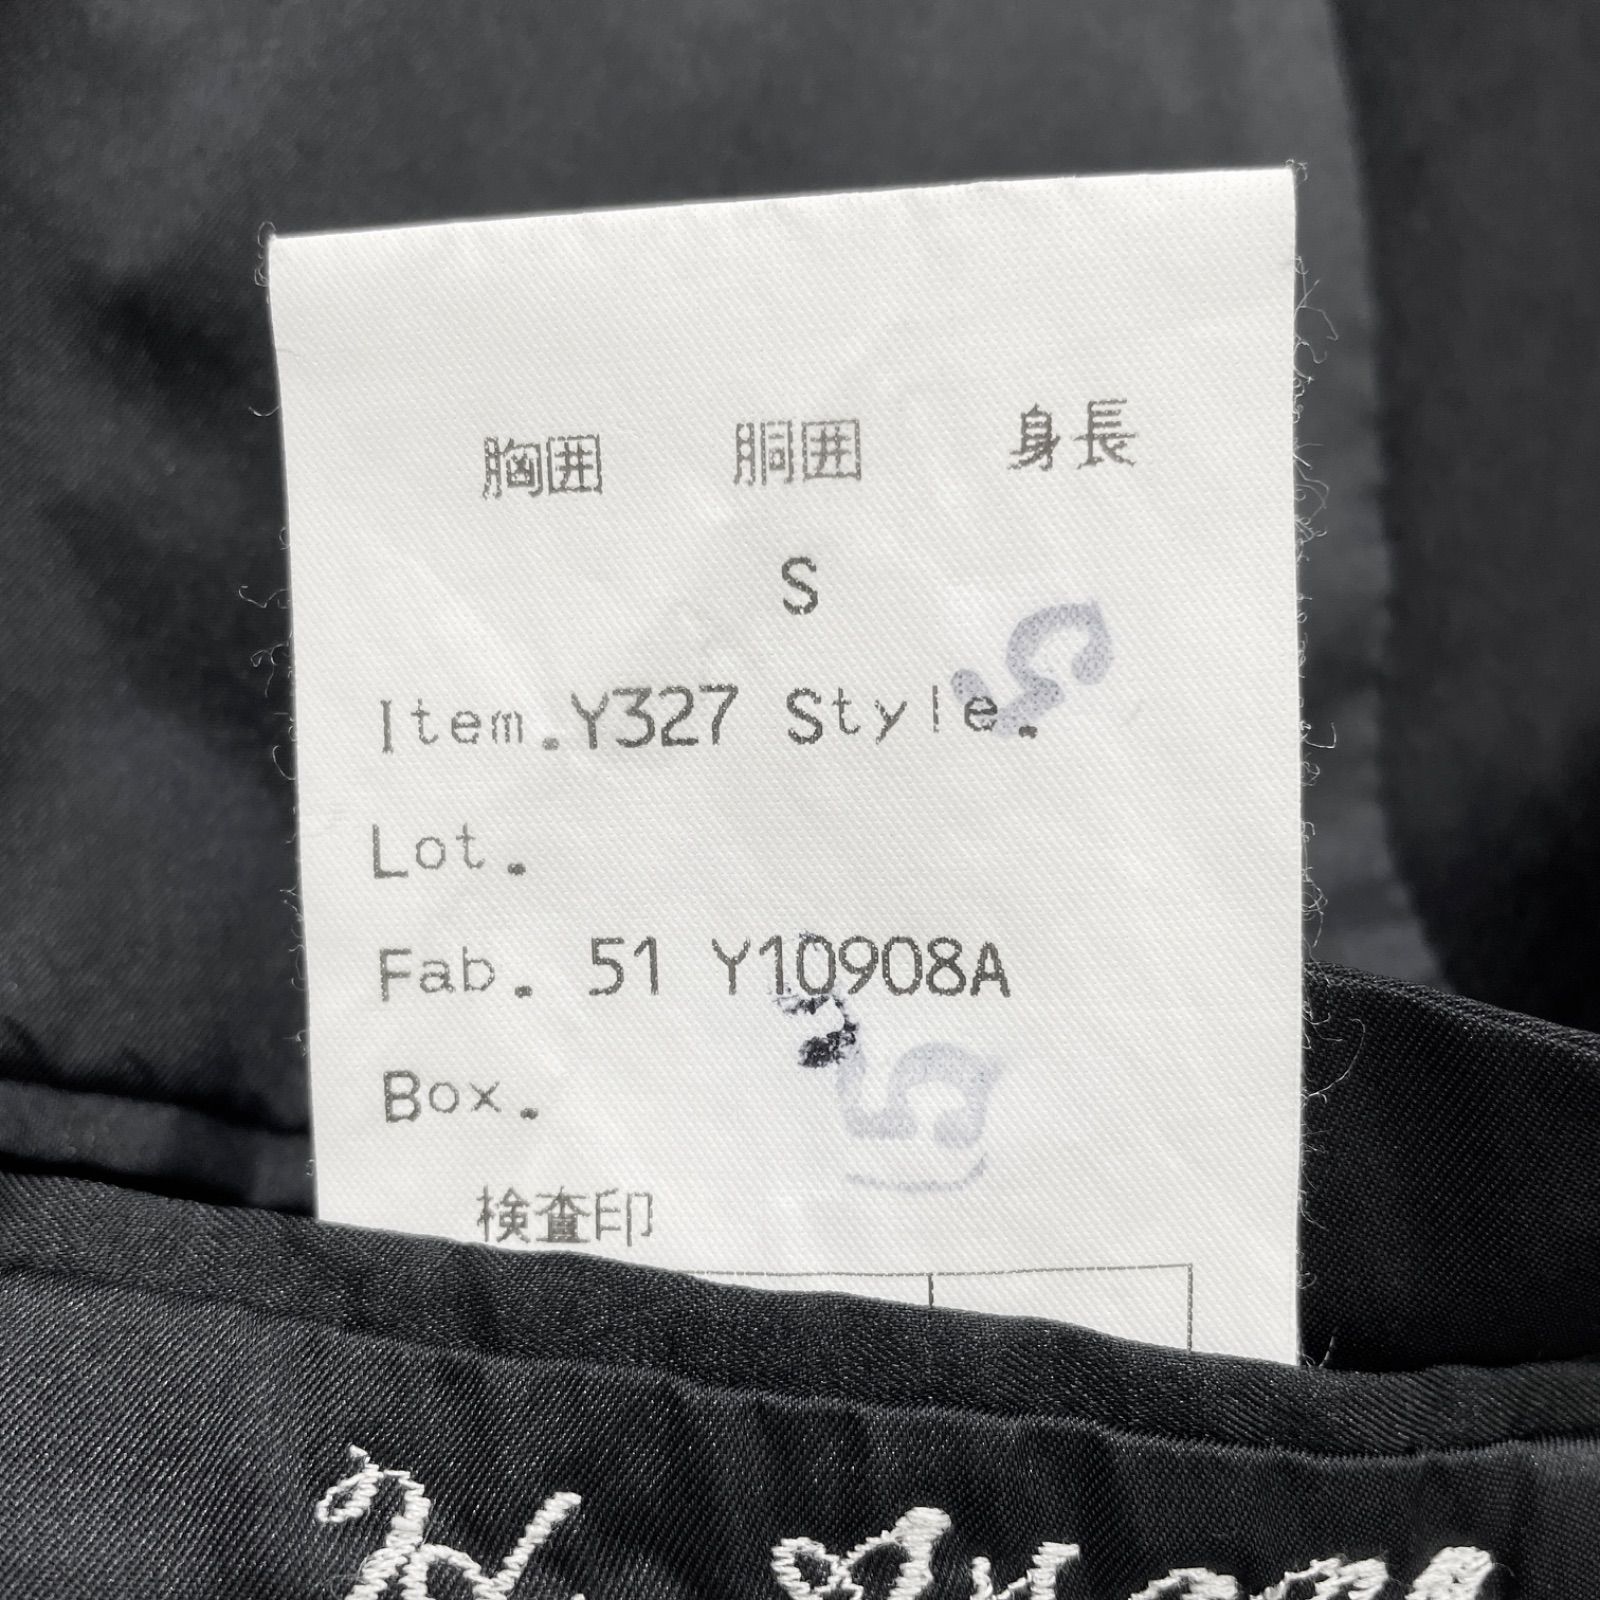 胸囲 胴囲 身長
S
Item.Y327 Style.
Lot.
Fab. 51 Y10908A
Box.
検査印